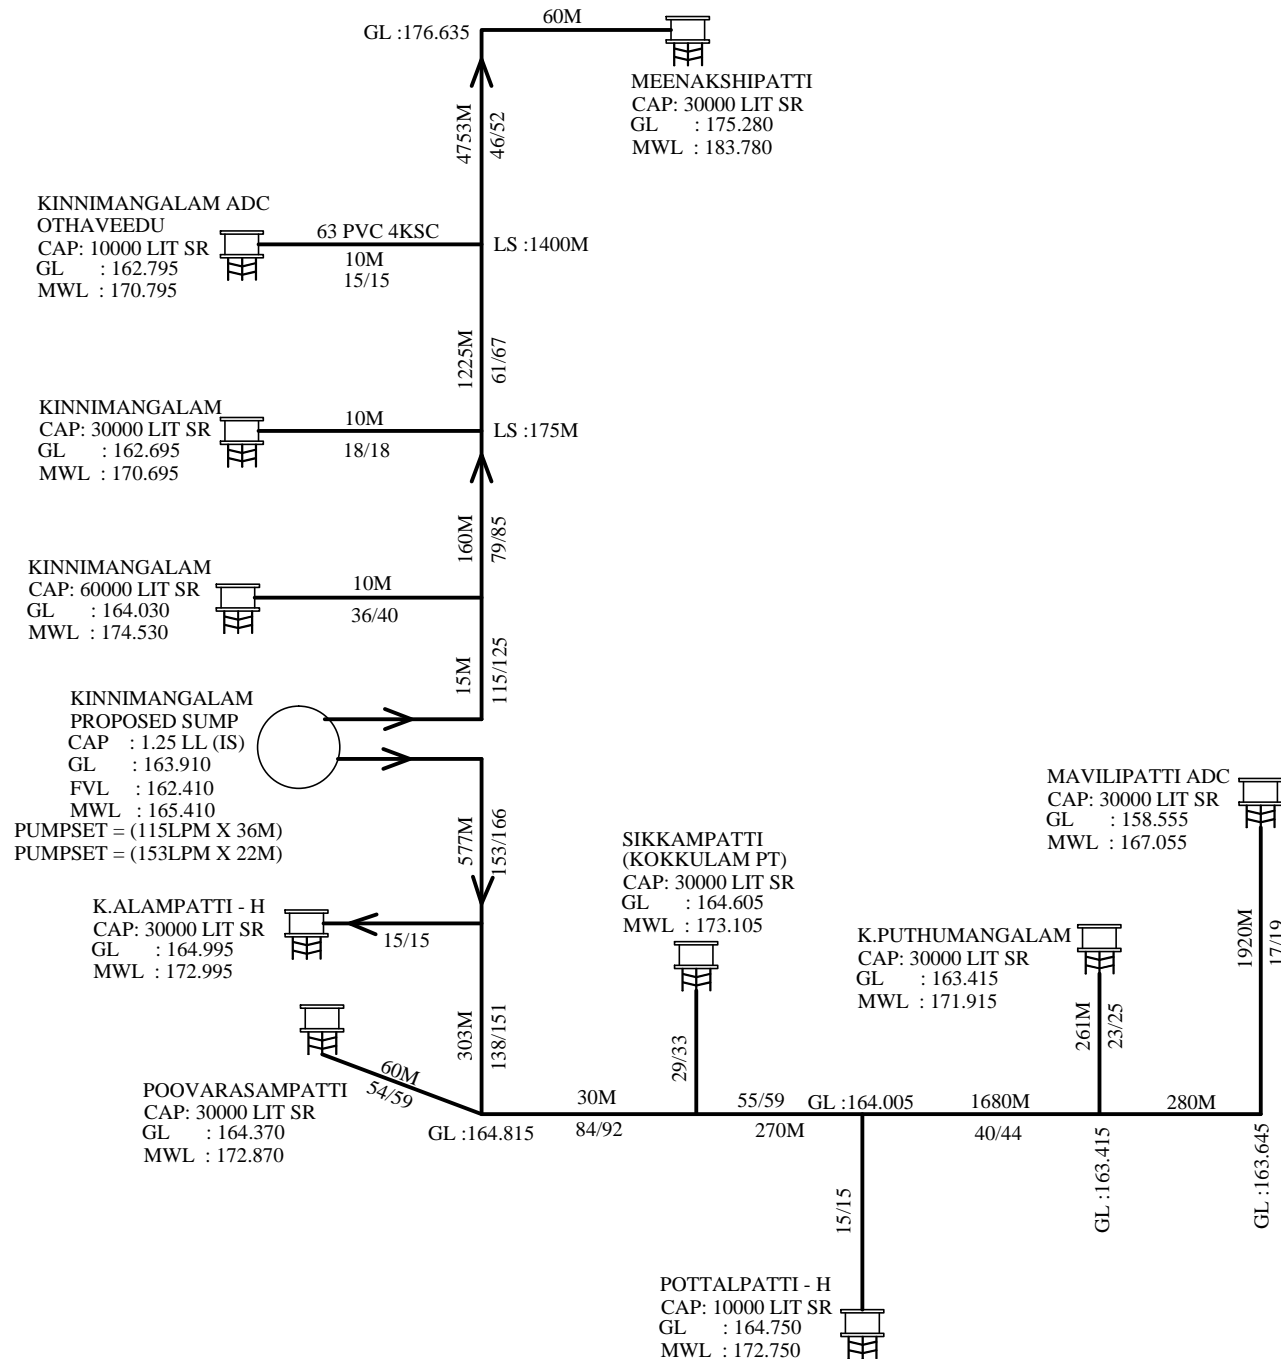 60M
GL :176.635
MEENAKSHIPATTI
CAP: 30000 LIT SR
GL : 175.280
MWL : 183.780
4753M
46/52
KINNIMANGALAM ADC
OTHAVEEDU
CAP: 10000 LIT SR
GL : 162.795
MWL : 170.795
63 PVC 4KSC
10M
15/15
LS :1400M
1225M
61/67
KINNIMANGALAM
CAP: 30000 LIT SR
GL : 162.695
MWL : 170.695
10M
18/18
LS :175M
160M
79/85
KINNIMANGALAM
CAP: 60000 LIT SR
GL : 164.030
MWL : 174.530
10M
36/40
15M
115/125
KINNIMANGALAM
PROPOSED SUMP
CAP : 1.25 LL (IS)
GL : 163.910
FVL : 162.410
MWL : 165.410
PUMPSET = (115LPM X 36M)
PUMPSET = (153LPM X 22M)
577M
153/166
K.ALAMPATTI - H
CAP: 30000 LIT SR
GL : 164.995
MWL : 172.995
15/15
303M
138/151
POOVARASAMPATTI
CAP: 30000 LIT SR
GL : 164.370
MWL : 172.870
60M
54/59
GL :164.815
30M
84/92
SIKKAMPATTI
(KOKKULAM PT)
CAP: 30000 LIT SR
GL : 164.605
MWL : 173.105
29/33
55/59
270M
GL :164.005
15/15
POTTALPATTI - H
CAP: 10000 LIT SR
GL : 164.750
MWL : 172.750
1680M
40/44
K.PUTHUMANGALAM
CAP: 30000 LIT SR
GL : 163.415
MWL : 171.915
261M
23/25
GL :163.415
280M
MAVILIPATTI ADC
CAP: 30000 LIT SR
GL : 158.555
MWL : 167.055
1920M
17/19
GL :163.645